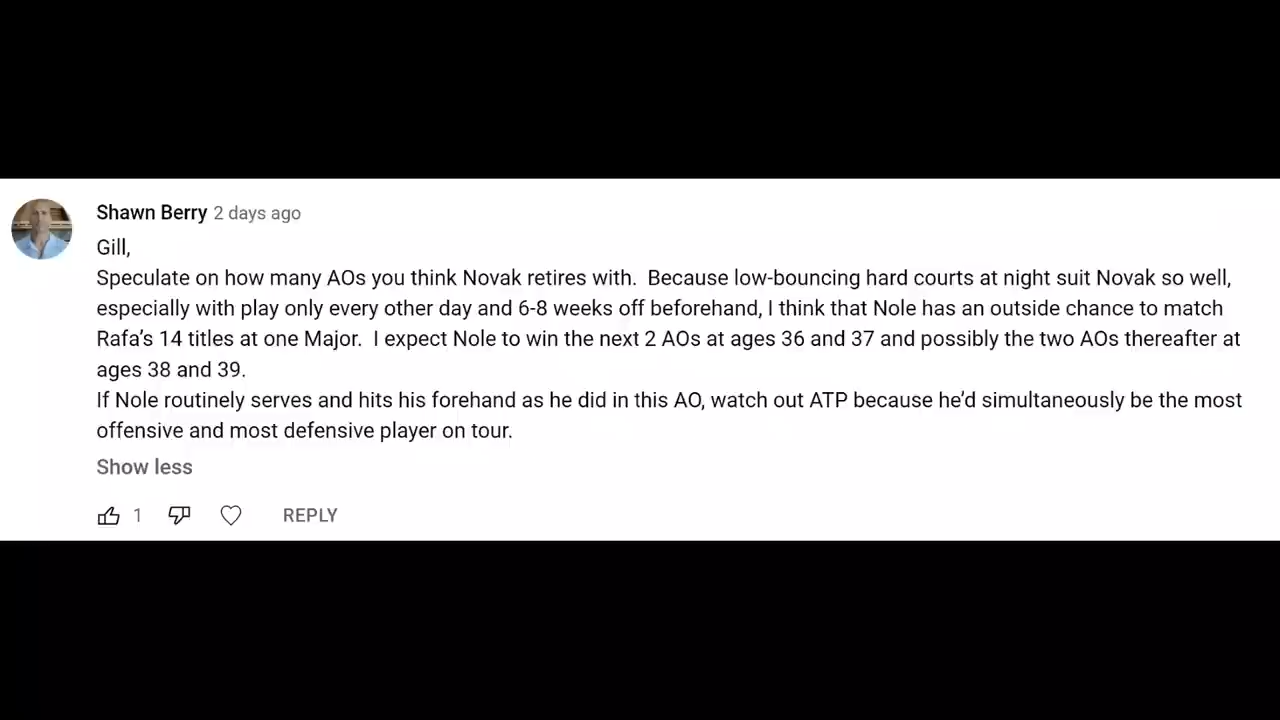 Shawn Berry 2 days ago
Gill,
Speculate on how many AOs you think Novak retires with.  Because low-bouncing hard courts at night suit Novak so well,
especially with play only every other day and 6-8 weeks off beforehand, I think that Nole has an outside chance to match
Rafa’s 14 titles at one Major.  I expect Nole to win the next 2 AOs at ages 36 and 37 and possibly the two AOs thereafter at
ages 38 and 39.
If Nole routinely serves and hits his forehand as he did in this AO, watch out ATP because he’d simultaneously be the most
offensive and most defensive player on tour.
Show less
1 REPLY